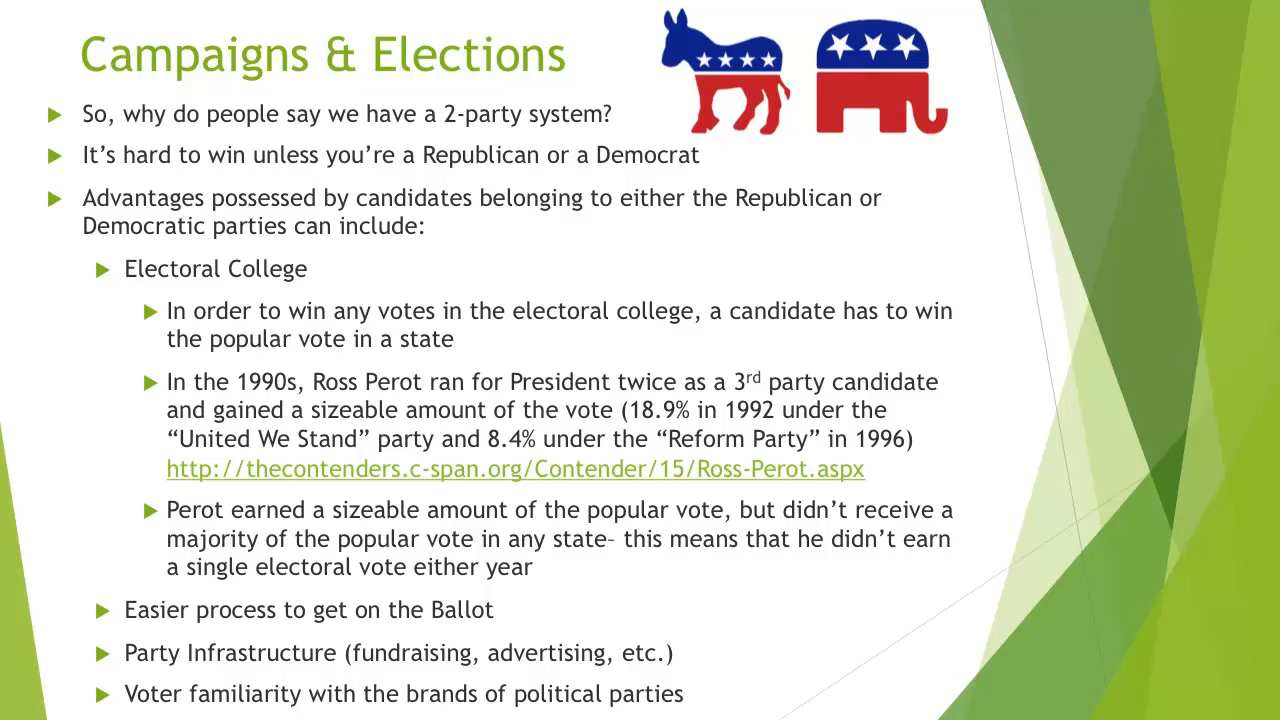 Campaigns & Elections
So, why do people say we have a 2-party system?
It’s hard to win unless you’re a Republican or a Democrat
Advantages possessed by candidates belonging to either the Republican or
Democratic parties can include:
Electoral College
In order to win any votes in the electoral college, a candidate has to win
the popular vote in a state
In the 1990s, Ross Perot ran for President twice as a 3rd party candidate
and gained a sizeable amount of the vote (18.9% in 1992 under the
“United We Stand” party and 8.4% under the “Reform Party” in 1996)
http://thecontenders.c-span.org/Contender/15/Ross-Perot.aspx
Perot earned a sizeable amount of the popular vote, but didn’t receive a
majority of the popular vote in any state– this means that he didn’t earn
a single electoral vote either year
Easier process to get on the Ballot
Party Infrastructure (fundraising, advertising, etc.)
Voter familiarity with the brands of political parties